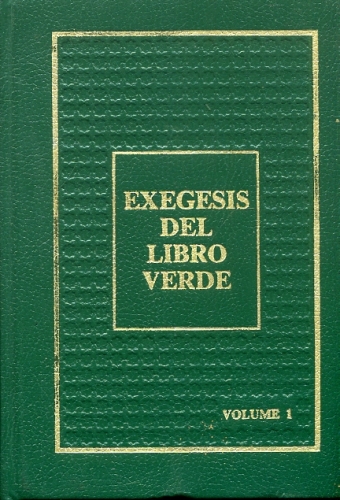 EXEGESIS
DEL
LIBRO
VERDE
VOLUME 1